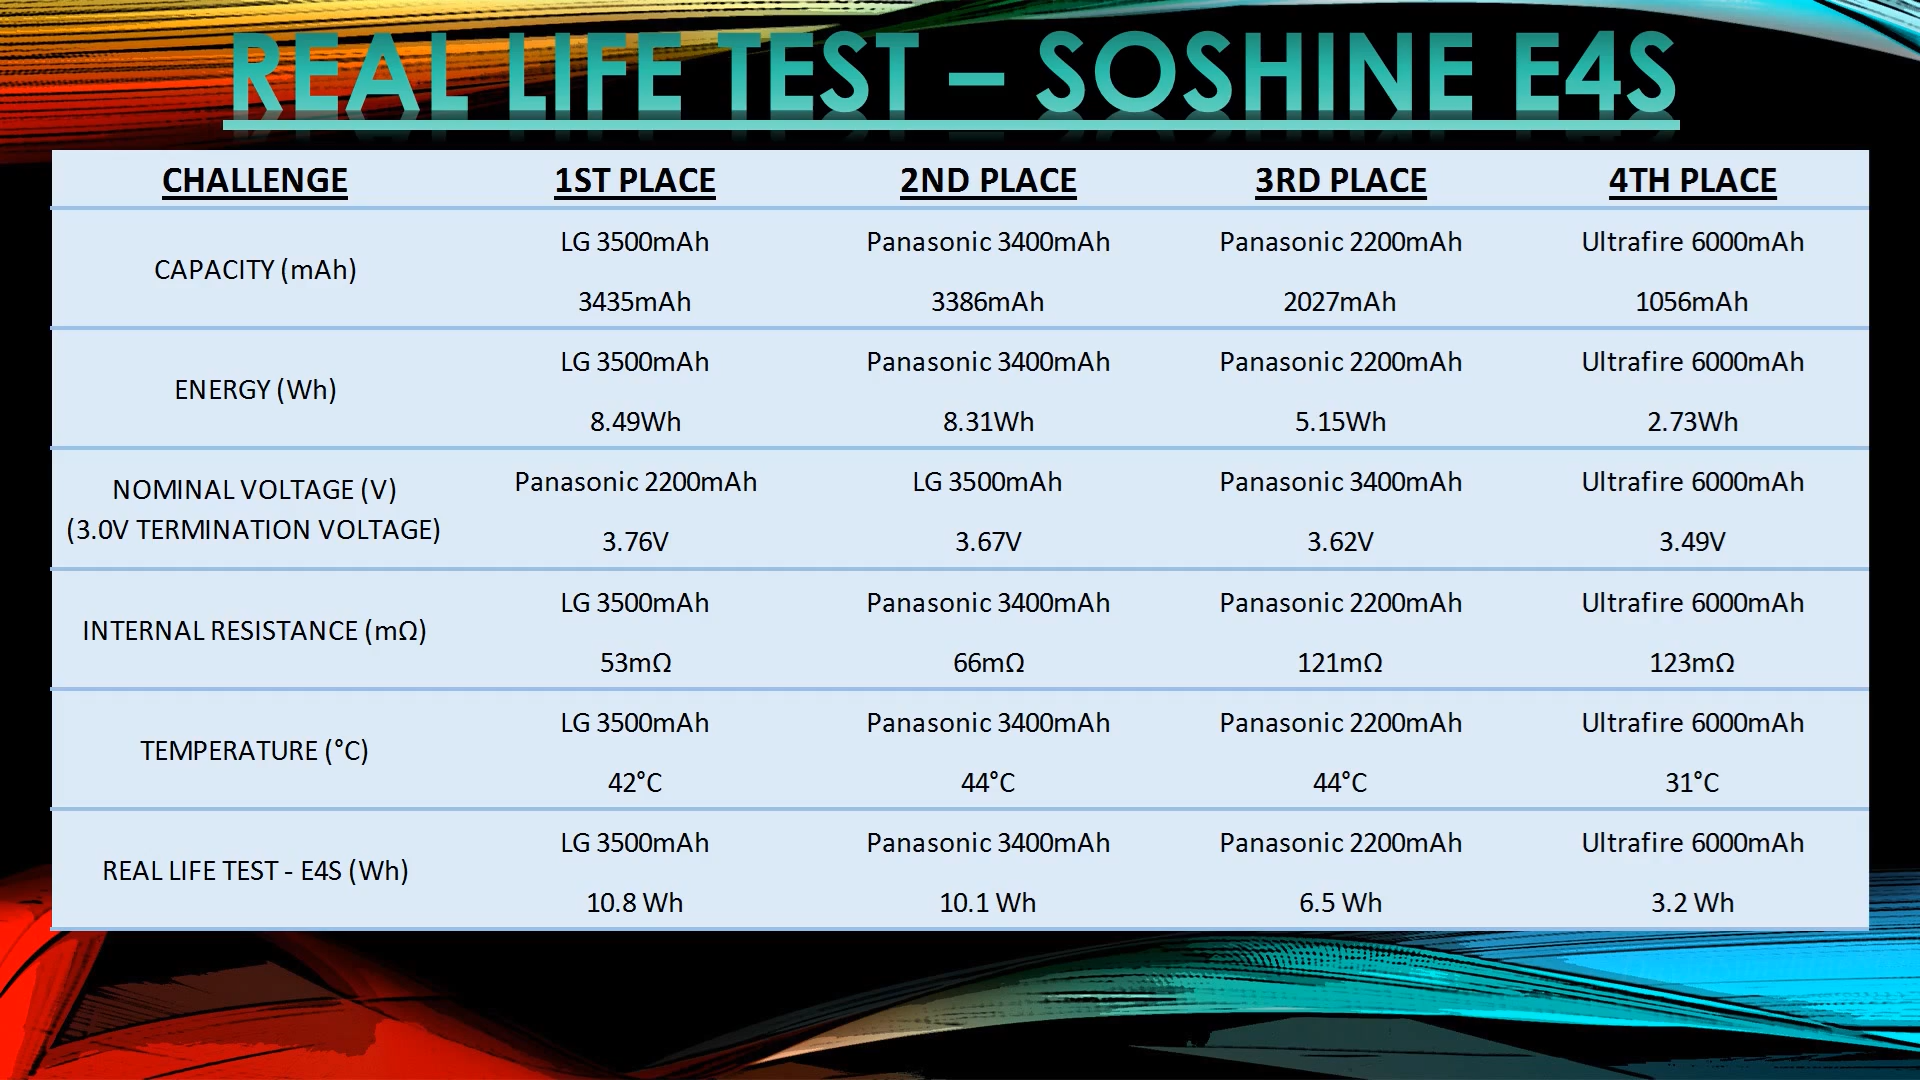 REAL LIFE TEST – SOSHINE E4S
CHALLENGE 1ST PLACE 2ND PLACE 3RD PLACE 4TH PLACE
CAPACITY (mAh)
LG 3500mAh Panasonic 3400mAh Panasonic 2200mAh Ultrafire 6000mAh
3435mAh 3386mAh 2027mAh 1056mAh
ENERGY (Wh)
LG 3500mAh Panasonic 3400mAh Panasonic 2200mAh Ultrafire 6000mAh
8.49Wh 8.31Wh 5.15Wh 2.73Wh
NOMINAL VOLTAGE (V)
(3.0V TERMINATION VOLTAGE)
Panasonic 2200mAh LG 3500mAh Panasonic 3400mAh Ultrafire 6000mAh
3.76V 3.67V 3.62V 3.49V
INTERNAL RESISTANCE (mΩ)
LG 3500mAh Panasonic 3400mAh Panasonic 2200mAh Ultrafire 6000mAh
53mΩ 66mΩ 121mΩ 123mΩ
TEMPERATURE (°C)
LG 3500mAh Panasonic 3400mAh Panasonic 2200mAh Ultrafire 6000mAh
42°C 44°C 44°C 31°C
REAL LIFE TEST - E4S (Wh)
LG 3500mAh Panasonic 3400mAh Panasonic 2200mAh Ultrafire 6000mAh
10.8 Wh 10.1 Wh 6.5 Wh 3.2 Wh